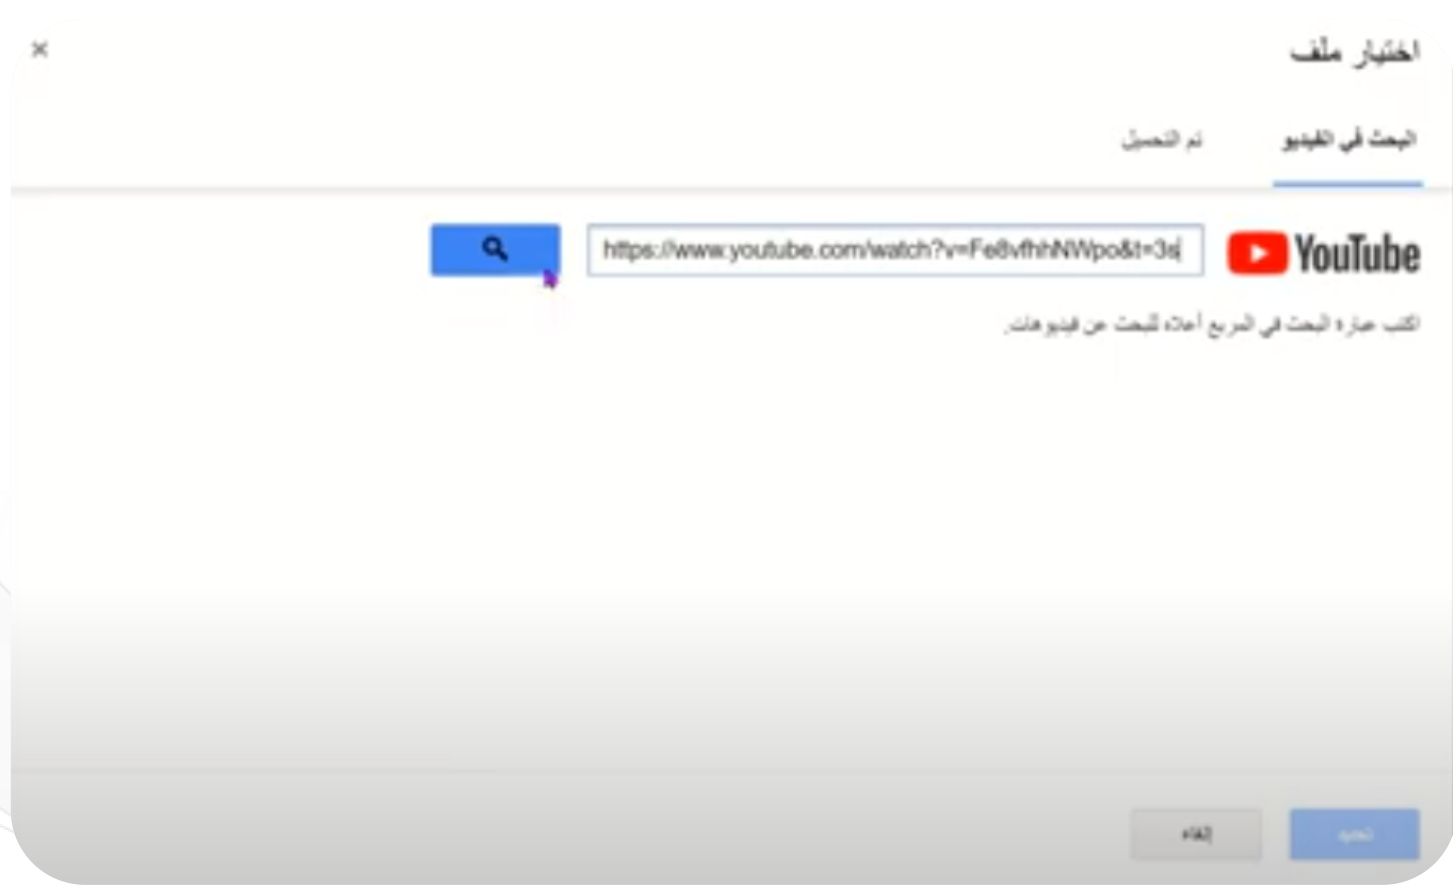 اختيار ملف
البحث في الفيديو
تم التحميل
YouTube
https://www.youtube.com/watch?v=Fe8vfhhNWpo&t=3s
اكتب عبارة البحث في المربع أعلاه للبحث عن فيديوهات.
تحديد
إلغاء